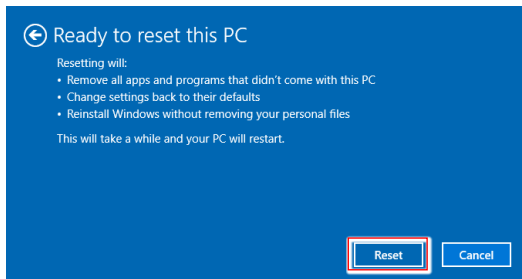 Ready to reset this PC
Resetting will:
• Remove all apps and programs that didn't come with this PC
• Change settings back to their defaults
• Reinstall Windows without removing your personal files
This will take a while and your PC will restart.
Reset Cancel